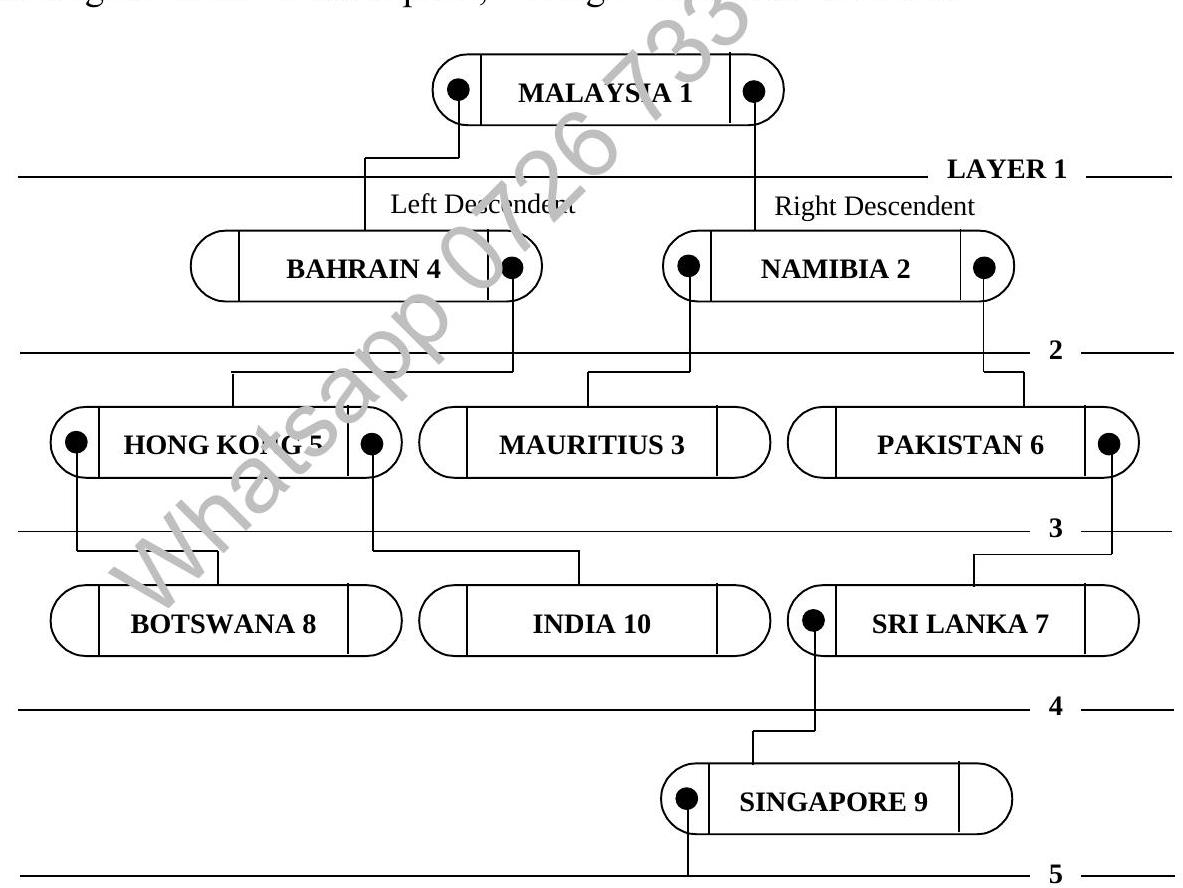 MALAYSIA 1
LAYER 1
Left Descendent
Right Descendent
BAHRAIN 4
NAMIBIA 2
2
HONG KONG 5
MAURITIUS 3
PAKISTAN 6
3
BOTSWANA 8
INDIA 10
SRI LANKA 7
4
SINGAPORE 9
5
Whatsapp 0726 733